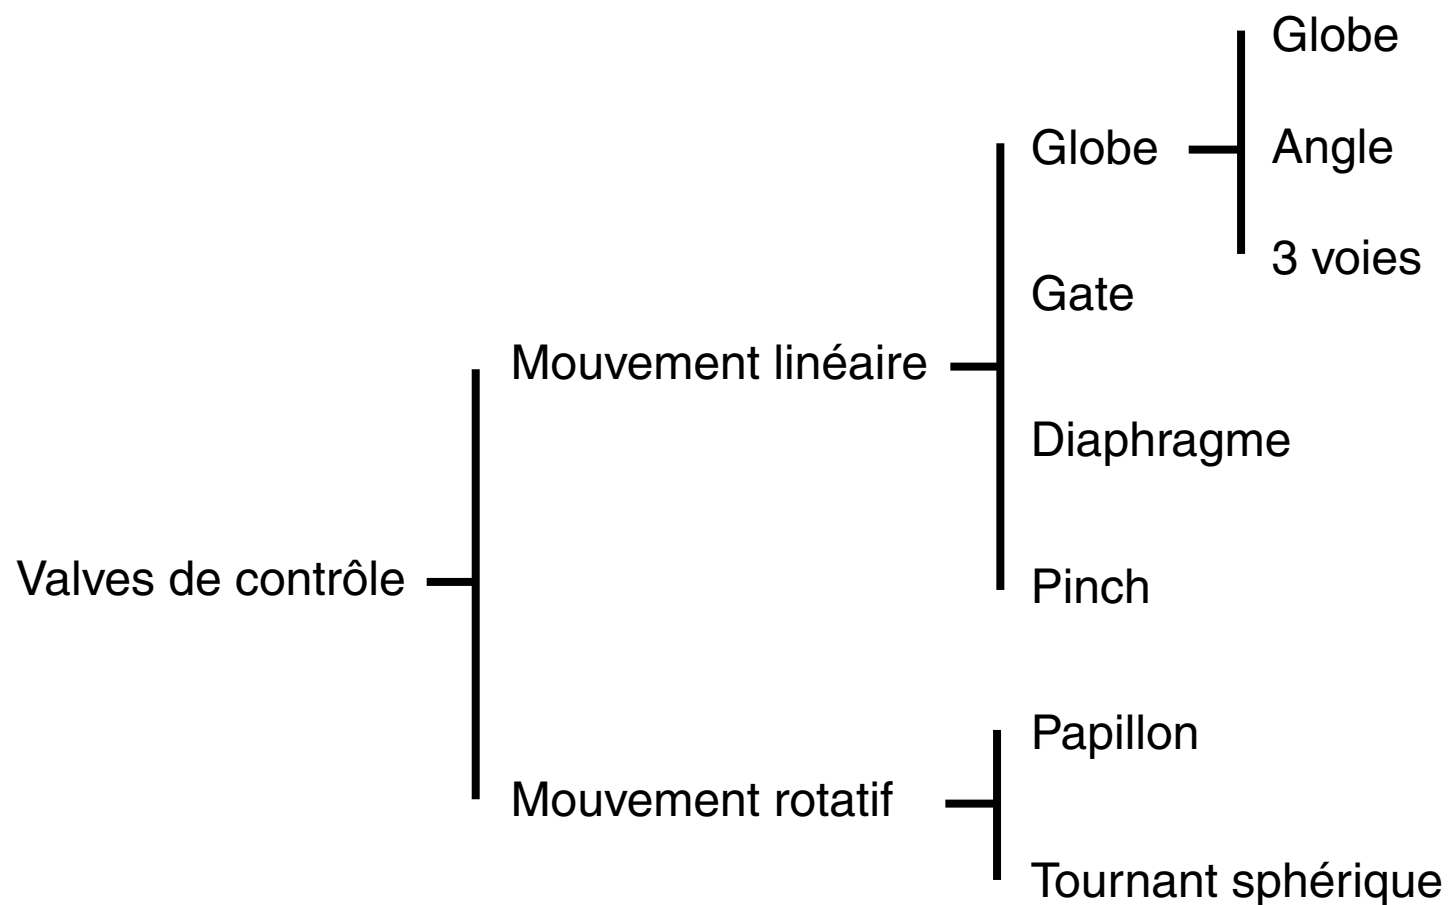 Globe
Globe
Angle
3 voies
Gate
Mouvement linéaire
Diaphragme
Valves de contrôle
Pinch
Papillon
Mouvement rotatif
Tournant sphérique